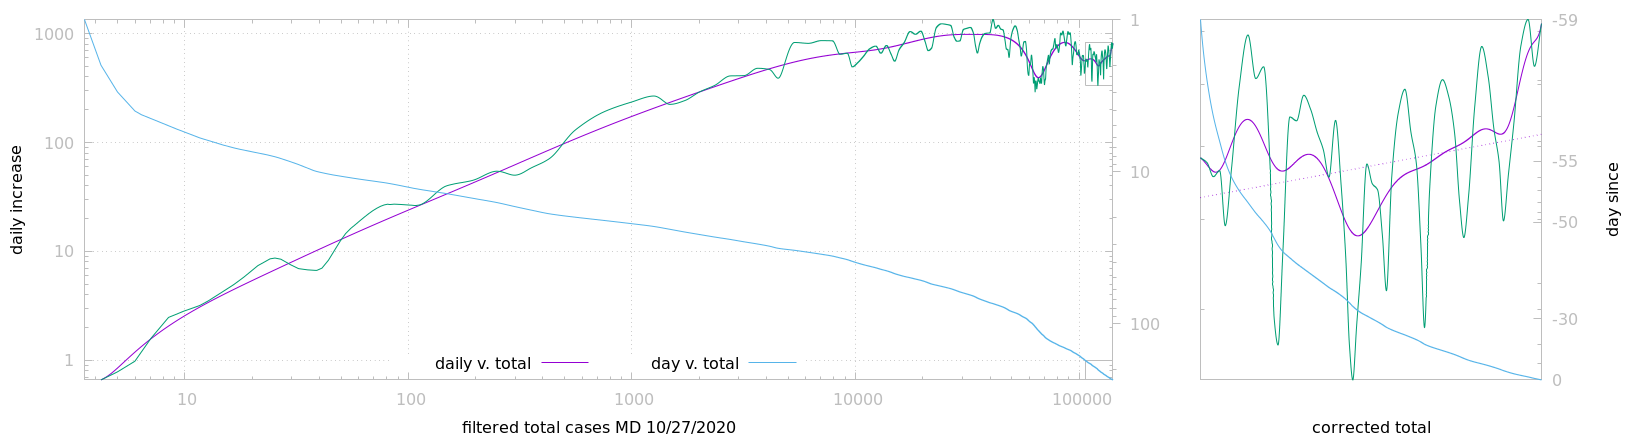 1000
100
10
1
daily increase
10
100
1000
10000
100000
filtered total cases MD 10/27/2020
daily v. total
day v. total
1
10
100
-59
-55
-50
-30
0
day since
corrected total